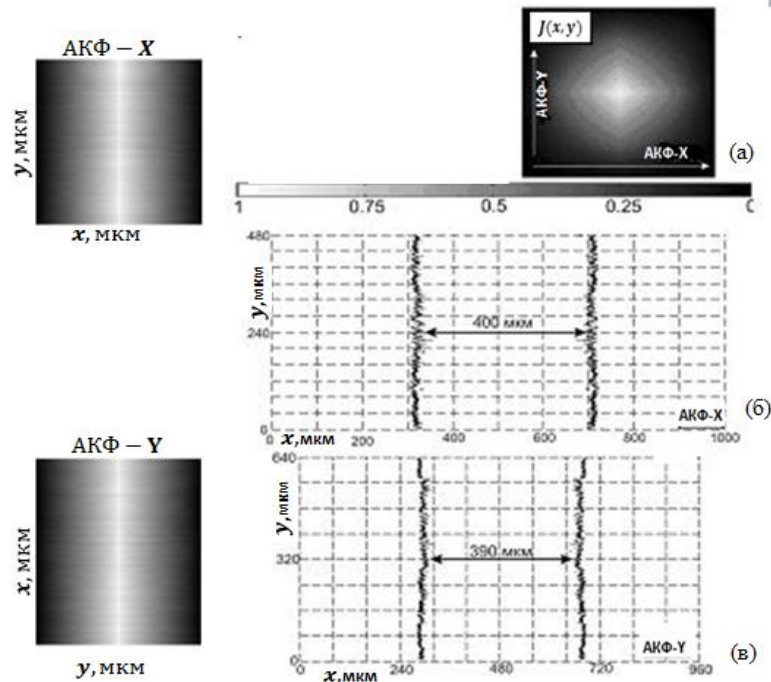 АКФ − X
y, мкм
x, мкм
J(x, y)
АКФ-Y
АКФ-X
(а)
1 0.75 0.5 0.25 0
480
240
0
y,мкм
400 мкм
АКФ-X
x,мкм 200 400 600 800 1000
(б)
АКФ − Y
x, мкм
y, мкм
640
320
0
y,мкм
390 мкм
АКФ-Y
x,мкм 240 480 720 960
(в)